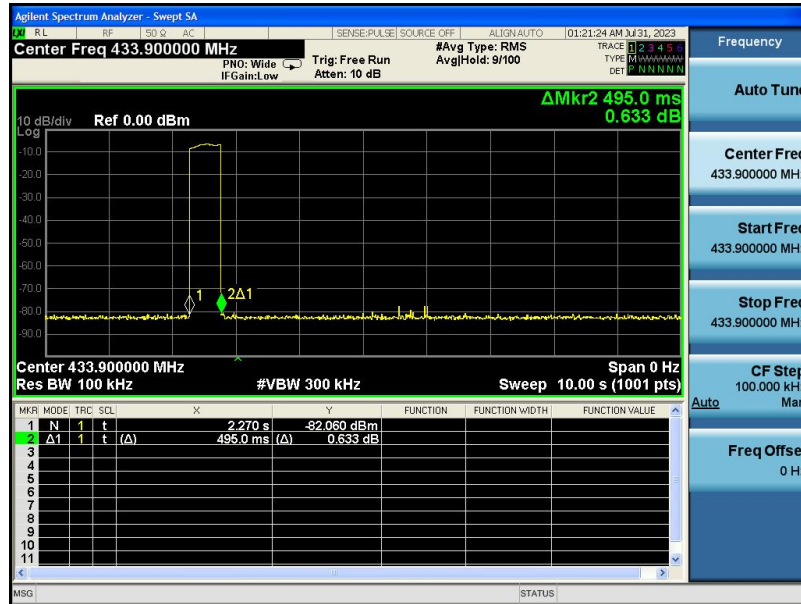 Agilent Spectrum Analyzer - Swept SA
LXI RL RF 50 Ω AC SENSE:PULSE SOURCE OFF ALIGN AUTO 01:21:24 AM Jul 31, 2023
Center Freq 433.900000 MHz
PNO: Wide
IFGain:Low
Trig: Free Run
Atten: 10 dB
#Avg Type: RMS
Avg|Hold: 9/100
TRACE 1 2 3 4 5 6
TYPE M
DET P N N N N N
ΔMkr2 495.0 ms
0.633 dB
10 dB/div Ref 0.00 dBm
Log
-10.0
-20.0
-30.0
-40.0
-50.0
-60.0
-70.0
-80.0
-90.0
1 2Δ1
Center 433.900000 MHz Span 0 Hz
Res BW 100 kHz #VBW 300 kHz Sweep 10.00 s (1001 pts)
MKR MODE TRC SCL X Y FUNCTION FUNCTION WIDTH FUNCTION VALUE
1 N 1 t 2.270 s -82.060 dBm
2 Δ1 1 t (Δ) 495.0 ms (Δ) 0.633 dB
3
4
5
6
7
8
9
10
11
MSG STATUS
Frequency
Auto Tune
Center Freq
433.900000 MH
Start Freq
433.900000 MH
Stop Freq
433.900000 MH
CF Step
100.000 kH
Auto Man
Freq Offse
0 H